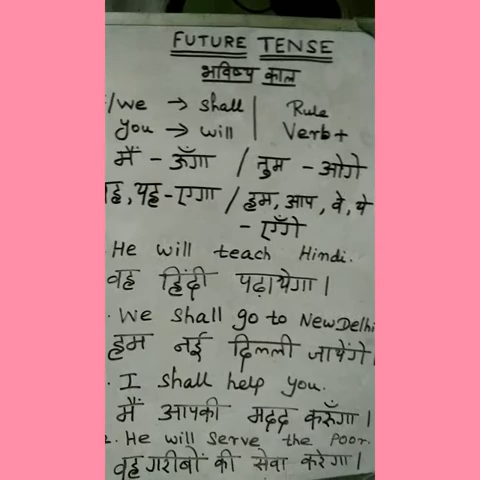 FUTURE TENSE
भविष्य काल
/we → shall | Rule
you → will | Verb+
मैं - ऊँगा / तुम - ओगे
यह - एगा / हम, आप, वे, ये
- एँगे
He will teach Hindi.
वह हिंदी पढ़ायेगा।
We shall go to New Delhi
हम नई दिल्ली जायेंगे।
I shall help you.
मैं आपकी मदद करूँगा।
. He will serve the poor.
वह गरीबों की सेवा करेगा।